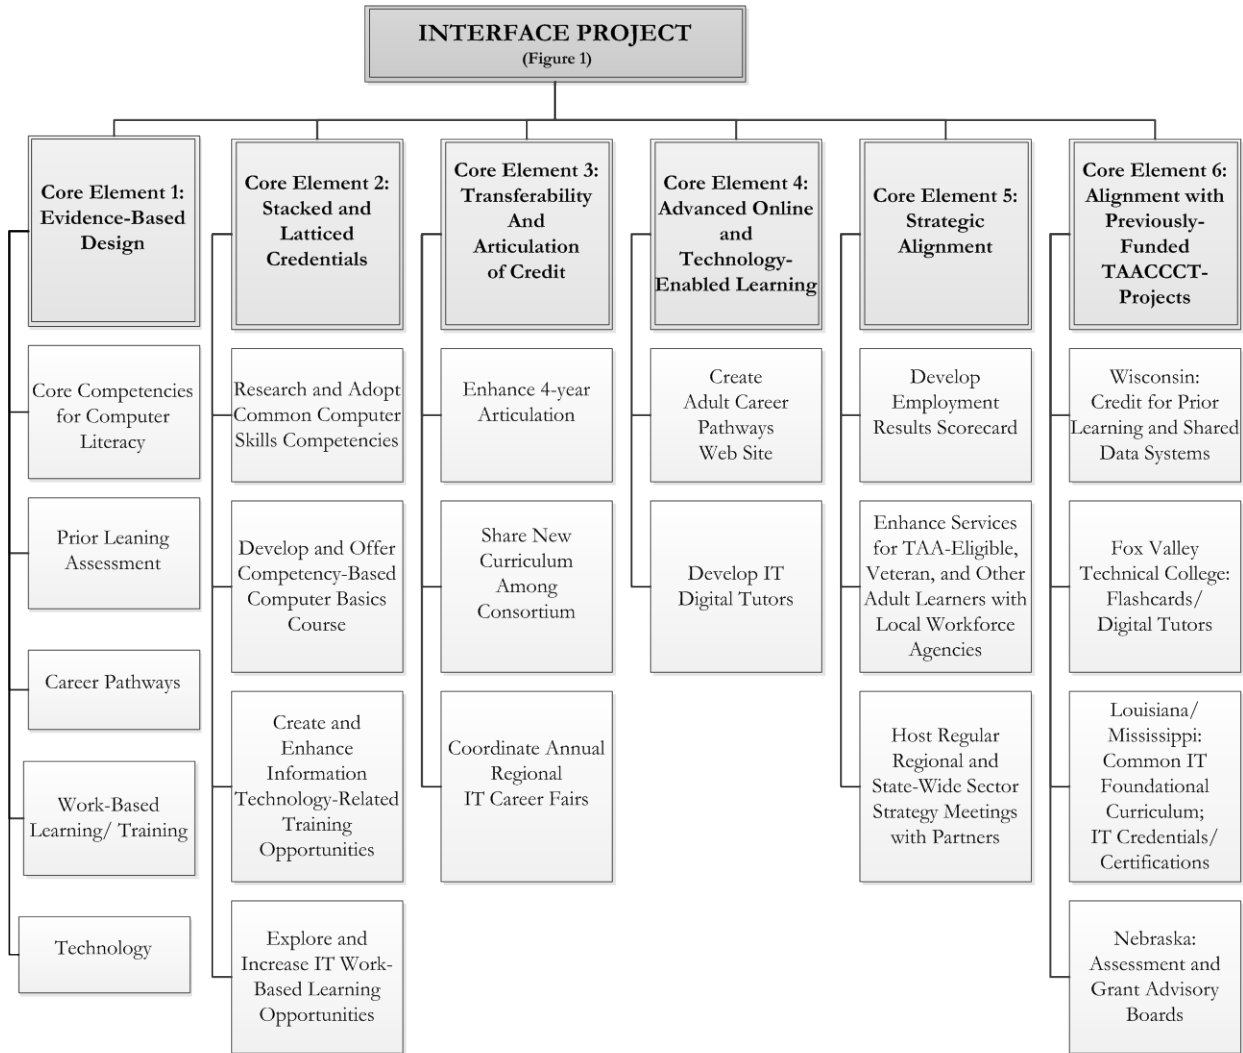 INTERFACE PROJECT
(Figure 1)
Core Element 1:
Evidence-Based
Design
Core Competencies
for Computer
Literacy
Prior Leaning
Assessment
Career Pathways
Work-Based
Learning/ Training
Technology
Core Element 2:
Stacked and
Latticed
Credentials
Research and Adopt
Common Computer
Skills Competencies
Develop and Offer
Competency-Based
Computer Basics
Course
Create and
Enhance
Information
Technology-Related
Training
Opportunities
Explore and
Increase IT Work-
Based Learning
Opportunities
Core Element 3:
Transferability
And
Articulation
of Credit
Enhance 4-year
Articulation
Share New
Curriculum
Among
Consortium
Coordinate Annual
Regional
IT Career Fairs
Core Element 4:
Advanced Online
and
Technology-
Enabled Learning
Create
Adult Career
Pathways
Web Site
Develop IT
Digital Tutors
Core Element 5:
Strategic
Alignment
Develop
Employment
Results Scorecard
Enhance Services
for TAA-Eligible,
Veteran, and Other
Adult Learners with
Local Workforce
Agencies
Host Regular
Regional and
State-Wide Sector
Strategy Meetings
with Partners
Core Element 6:
Alignment with
Previously-
Funded
TAACCCT-
Projects
Wisconsin:
Credit for Prior
Learning and Shared
Data Systems
Fox Valley
Technical College:
Flashcards/
Digital Tutors
Louisiana/
Mississippi:
Common IT
Foundational
Curriculum;
IT Credentials/
Certifications
Nebraska:
Assessment and
Grant Advisory
Boards